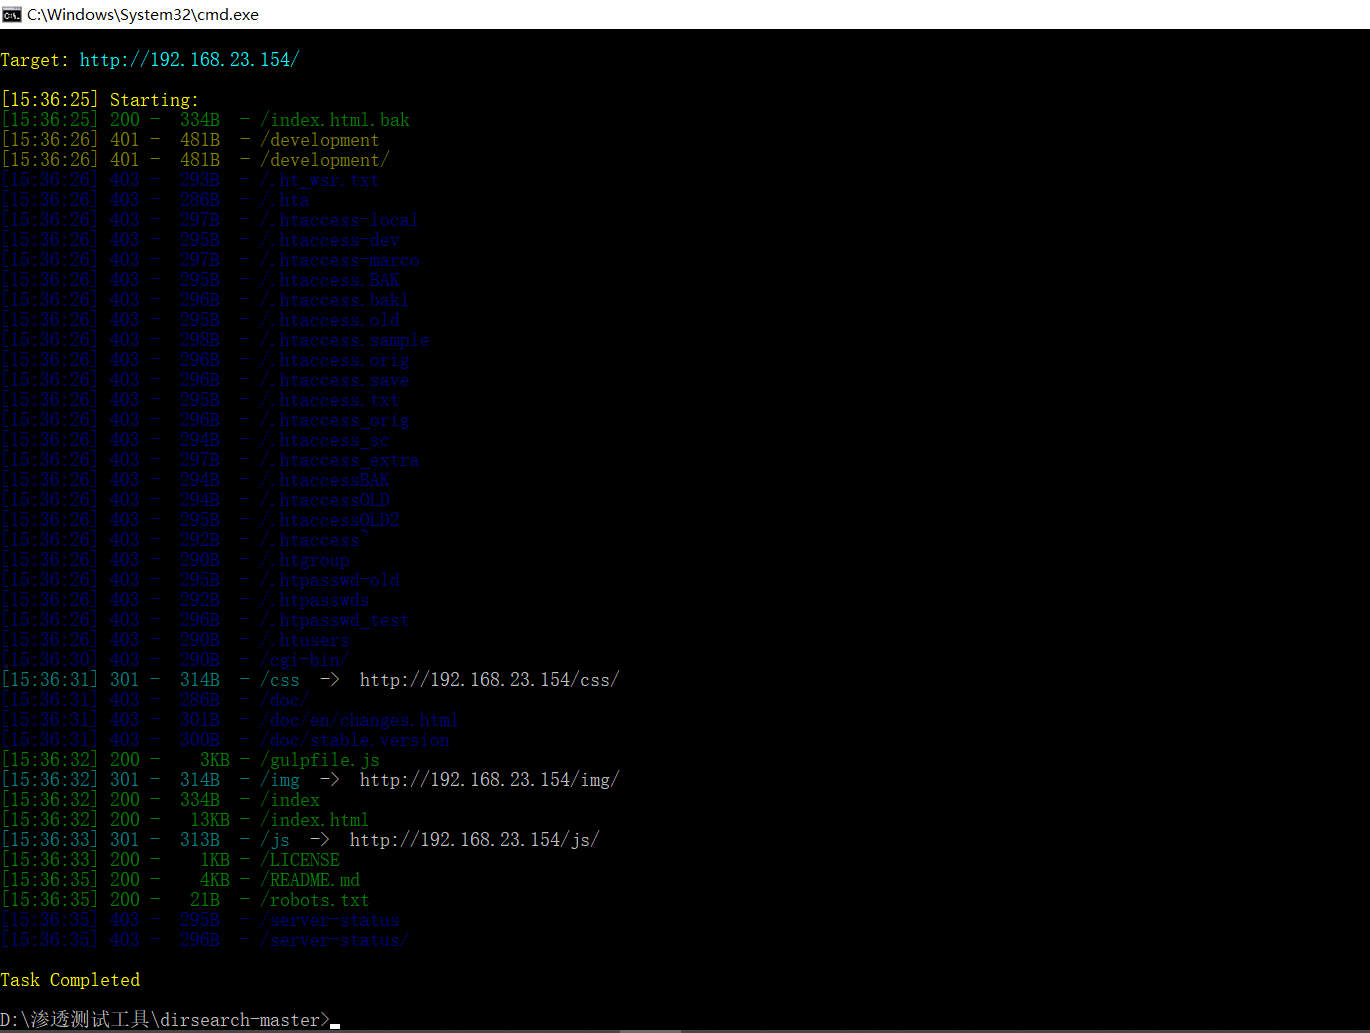 C:\Windows\System32\cmd.exe
Target: http://192.168.23.154/
[15:36:25] Starting:
[15:36:25] 200 -  334B  - /index.html.bak
[15:36:26] 401 -  481B  - /development
[15:36:26] 401 -  481B  - /development/
[15:36:26] 403 -  293B  - /.ht_wsr.txt
[15:36:26] 403 -  286B  - /.hta
[15:36:26] 403 -  297B  - /.htaccess-local
[15:36:26] 403 -  295B  - /.htaccess-dev
[15:36:26] 403 -  297B  - /.htaccess-marco
[15:36:26] 403 -  295B  - /.htaccess.BAK
[15:36:26] 403 -  296B  - /.htaccess.bak1
[15:36:26] 403 -  295B  - /.htaccess.old
[15:36:26] 403 -  298B  - /.htaccess.sample
[15:36:26] 403 -  296B  - /.htaccess.orig
[15:36:26] 403 -  296B  - /.htaccess.save
[15:36:26] 403 -  295B  - /.htaccess.txt
[15:36:26] 403 -  296B  - /.htaccess_orig
[15:36:26] 403 -  294B  - /.htaccess_sc
[15:36:26] 403 -  297B  - /.htaccess_extra
[15:36:26] 403 -  294B  - /.htaccessBAK
[15:36:26] 403 -  294B  - /.htaccessOLD
[15:36:26] 403 -  295B  - /.htaccessOLD2
[15:36:26] 403 -  292B  - /.htaccess`
[15:36:26] 403 -  290B  - /.htgroup
[15:36:26] 403 -  295B  - /.htpasswd-old
[15:36:26] 403 -  292B  - /.htpasswds
[15:36:26] 403 -  296B  - /.htpasswd_test
[15:36:26] 403 -  290B  - /.htusers
[15:36:30] 403 -  290B  - /cgi-bin/
[15:36:31] 301 -  314B  - /css  ->  http://192.168.23.154/css/
[15:36:31] 403 -  286B  - /doc/
[15:36:31] 403 -  301B  - /doc/en/changes.html
[15:36:31] 403 -  300B  - /doc/stable.version
[15:36:32] 200 -    3KB - /gulpfile.js
[15:36:32] 301 -  314B  - /img  ->  http://192.168.23.154/img/
[15:36:32] 200 -  334B  - /index
[15:36:32] 200 -   13KB - /index.html
[15:36:33] 301 -  313B  - /js  ->  http://192.168.23.154/js/
[15:36:33] 200 -    1KB - /LICENSE
[15:36:35] 200 -    4KB - /README.md
[15:36:35] 200 -   21B  - /robots.txt
[15:36:35] 403 -  295B  - /server-status
[15:36:35] 403 -  296B  - /server-status/
Task Completed
D:\渗透测试工具\dirsearch-master>